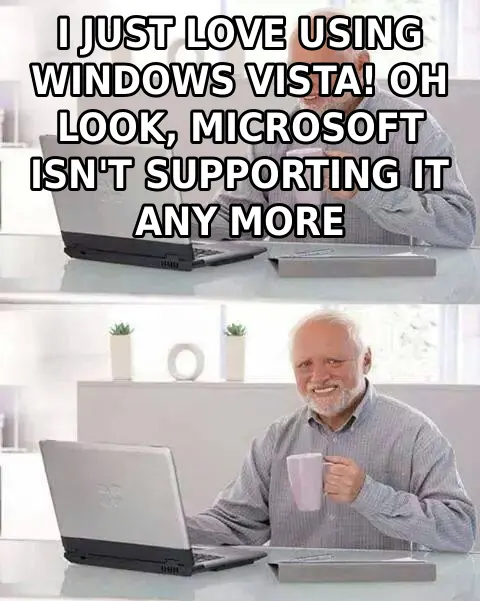 I JUST LOVE USING
WINDOWS VISTA! OH
LOOK, MICROSOFT
ISN'T SUPPORTING IT
ANY MORE